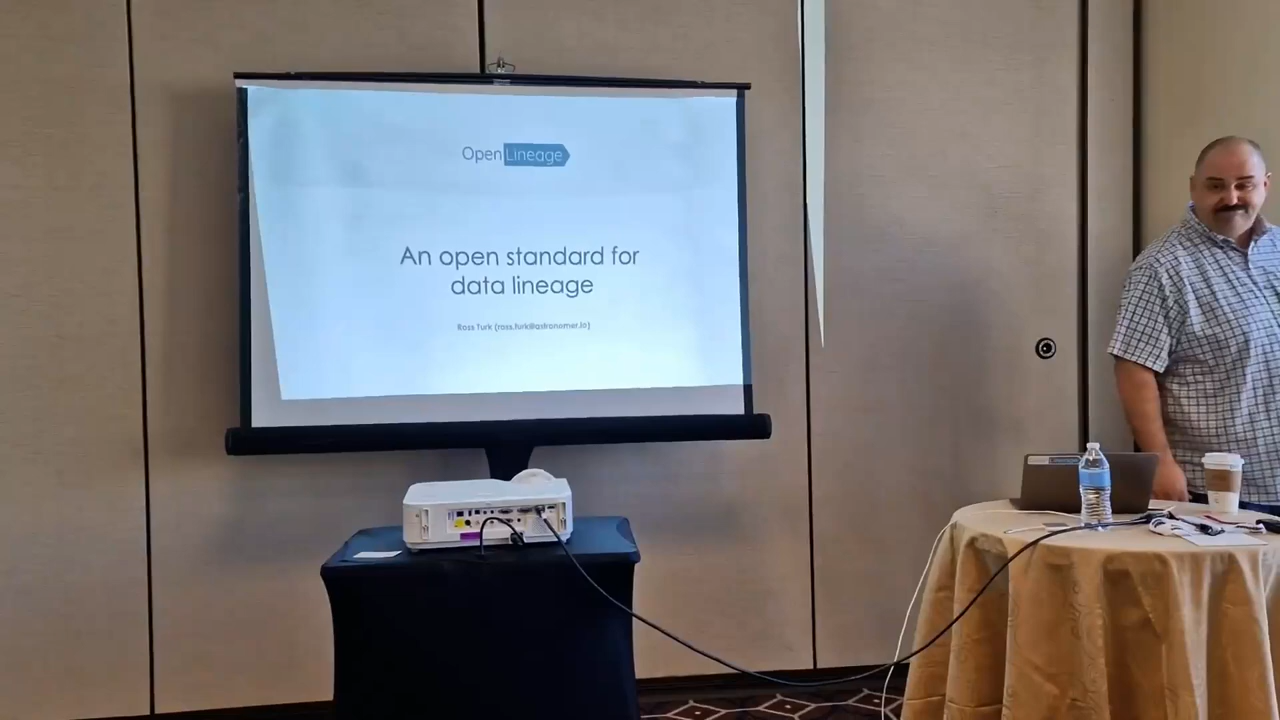 OpenLineage
An open standard for
data lineage
Ross Turk (ross.turk@astronomer.io)